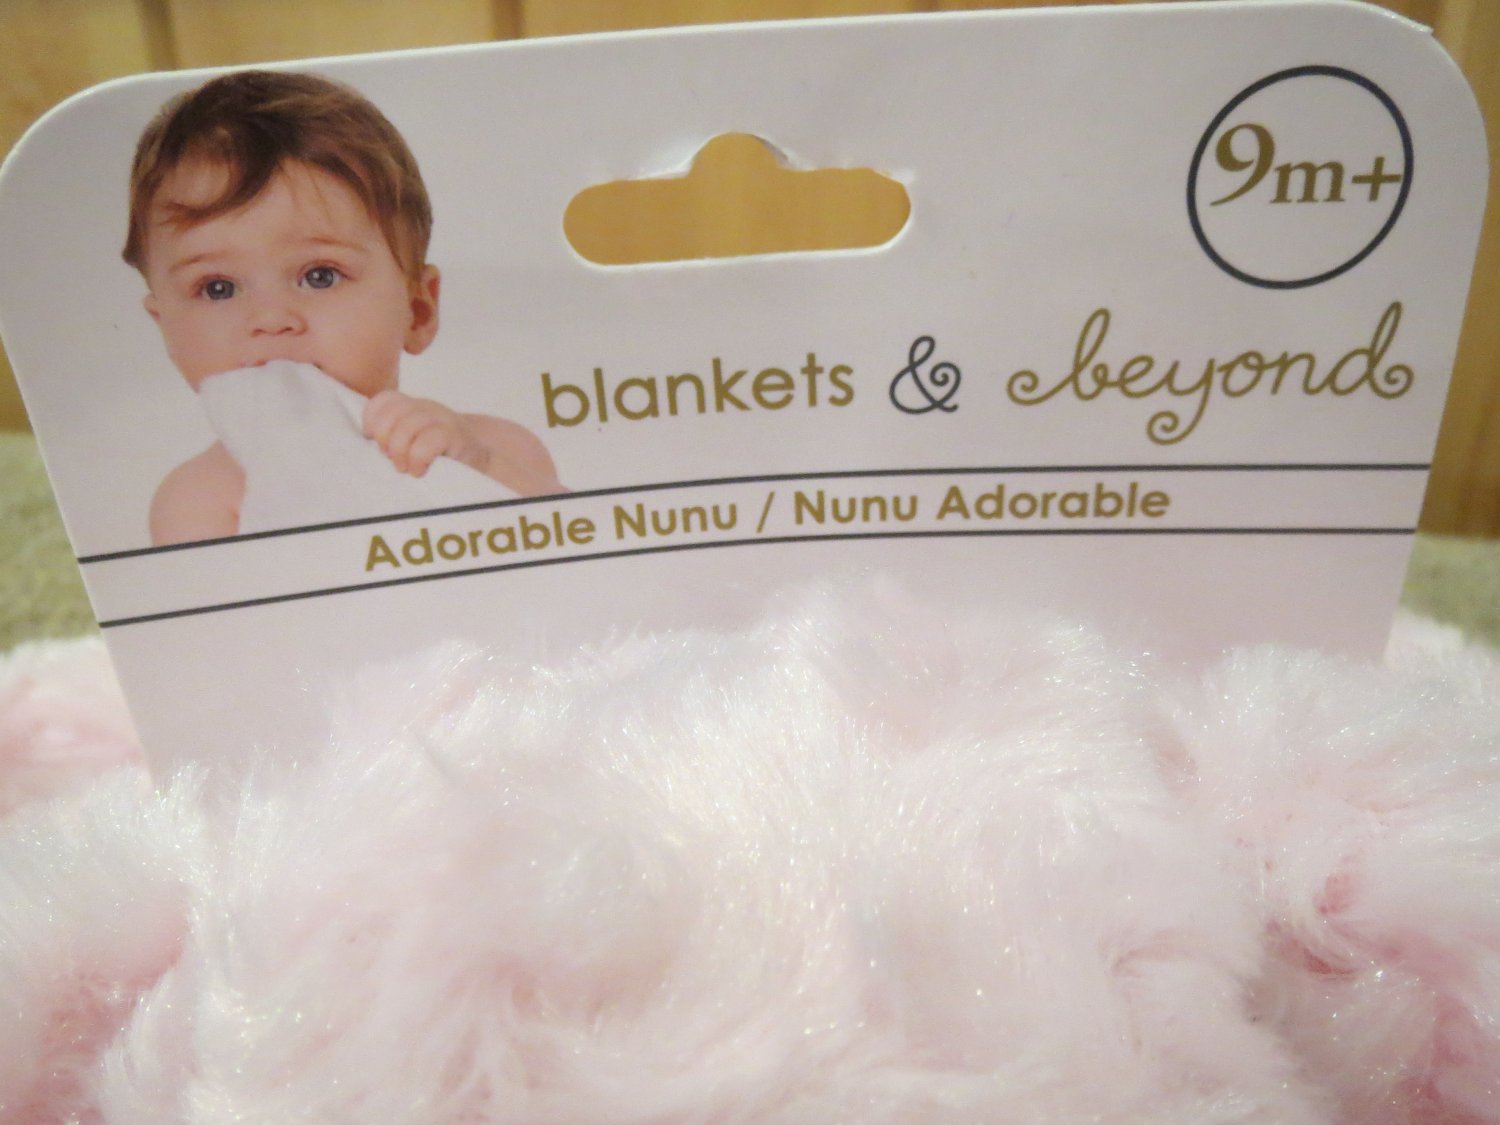 9m+
blankets & beyond
Adorable Nunu / Nunu Adorable